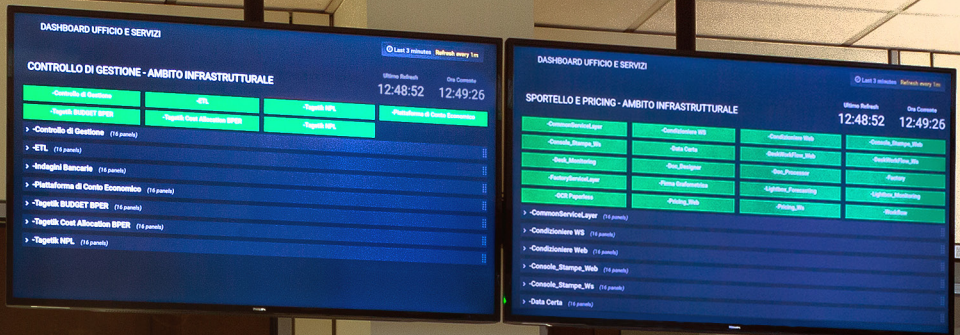 DASHBOARD UFFICIO E SERVIZI
Last 3 minutes Refresh every 1m
CONTROLLO DI GESTIONE - AMBITO INFRASTRUTTURALE
Ultimo Refresh
Ora Corrente
12:48:52
12:49:26
-Controllo di Gestione
-ETL
-Tagetik NPL
-Piattaforma di Conto Economico
-Tagetik BUDGET BPER
-Tagetik Cost Allocation BPER
-Tagetik NPL
-Controllo di Gestione (16 panels)
-ETL (16 panels)
-Indagini Bancarie (16 panels)
-Piattaforma di Conto Economico (16 panels)
-Tagetik BUDGET BPER (16 panels)
-Tagetik Cost Allocation BPER (16 panels)
-Tagetik NPL (16 panels)
PHILIPS
DASHBOARD UFFICIO E SERVIZI
Last 3 minutes Refresh every 1m
SPORTELLO E PRICING - AMBITO INFRASTRUTTURALE
Ultimo Refresh
Ora Corrente
12:48:52
12:49:26
-CommonServiceLayer
-Condizioniere WS
-Condizioniere Web
-Console_Stampe_Web
-Console_Stampe_Ws
-Data Certa
-DeskWorkFlow_Web
-DeskWorkFlow_Ws
-Desk_Monitoring
-Doc_Designer
-Doc_Processor
-Factory
-FactoryServiceLayer
-Firma Grafometrica
-Lightbox_Forecasting
-Lightbox_Monitoring
-OCR Paperless
-Pricing_Web
-Pricing_Ws
-Workflow
-CommonServiceLayer (16 panels)
-Condizioniere WS (16 panels)
-Condizioniere Web (16 panels)
-Console_Stampe_Web (16 panels)
-Console_Stampe_Ws (16 panels)
-Data Certa (16 panels)